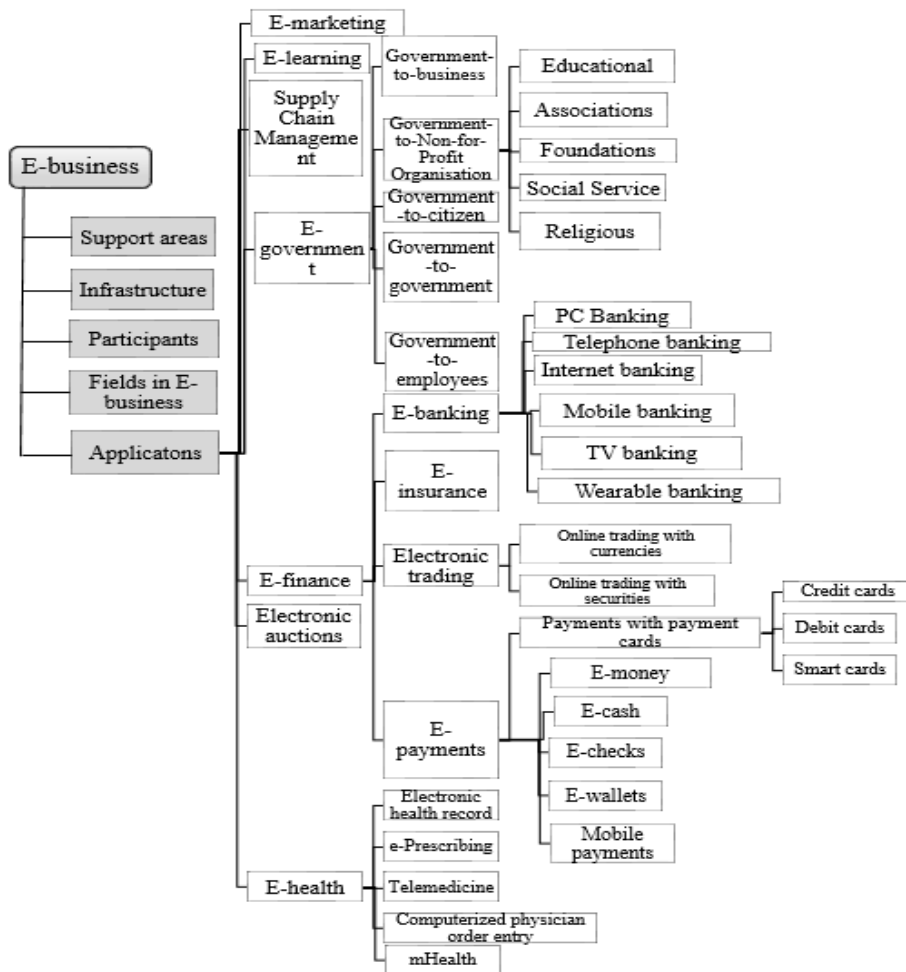 E-business
Support areas
Infrastructure
Participants
Fields in E-
business
Applicatons
E-marketing
E-learning
Supply
Chain
Manageme
nt
E-
governmen
t
E-finance
Electronic
auctions
E-health
Government-
to-business
Government-
to-Non-for-
Profit
Organisation
Government
-to-citizen
Government
-to-
government
Government
-to-
employees
Educational
Associations
Foundations
Social Service
Religious
E-banking
E-
insurance
Electronic
trading
E-
payments
PC Banking
Telephone banking
Internet banking
Mobile banking
TV banking
Wearable banking
Online trading with
currencies
Online trading with
securities
Payments with payment
cards
E-money
E-cash
E-checks
E-wallets
Mobile
payments
Credit cards
Debit cards
Smart cards
Electronic
health record
e-Prescribing
Telemedicine
Computerized physician
order entry
mHealth